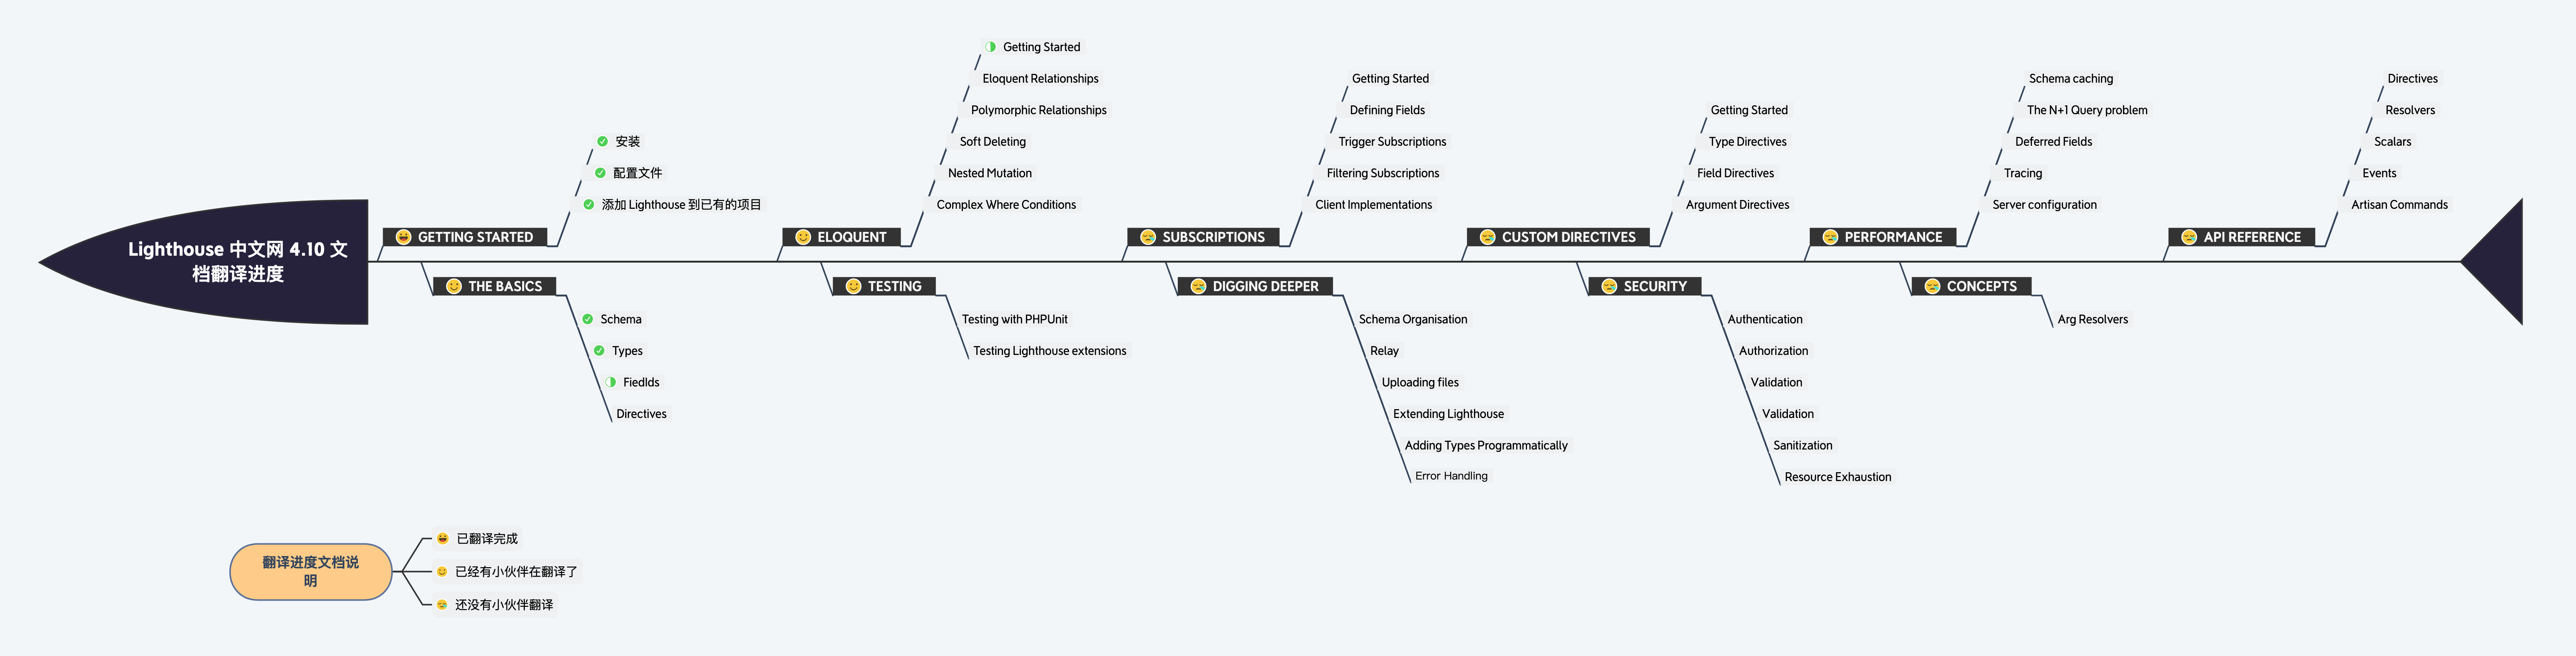 Lighthouse 中文网 4.10 文
档翻译进度
GETTING STARTED
安装
配置文件
添加 Lighthouse 到已有的项目
THE BASICS
Schema
Types
Fiedlds
Directives
ELOQUENT
Getting Started
Eloquent Relationships
Polymorphic Relationships
Soft Deleting
Nested Mutation
Complex Where Conditions
TESTING
Testing with PHPUnit
Testing Lighthouse extensions
SUBSCRIPTIONS
Getting Started
Defining Fields
Trigger Subscriptions
Filtering Subscriptions
Client Implementations
DIGGING DEEPER
Schema Organisation
Relay
Uploading files
Extending Lighthouse
Adding Types Programmatically
Error Handling
CUSTOM DIRECTIVES
Getting Started
Type Directives
Field Directives
Argument Directives
SECURITY
Authentication
Authorization
Validation
Validation
Sanitization
Resource Exhaustion
PERFORMANCE
Schema caching
The N+1 Query problem
Deferred Fields
Tracing
Server configuration
CONCEPTS
Arg Resolvers
API REFERENCE
Directives
Resolvers
Scalars
Events
Artisan Commands
翻译进度文档说
明
已翻译完成
已经有小伙伴在翻译了
还没有小伙伴翻译